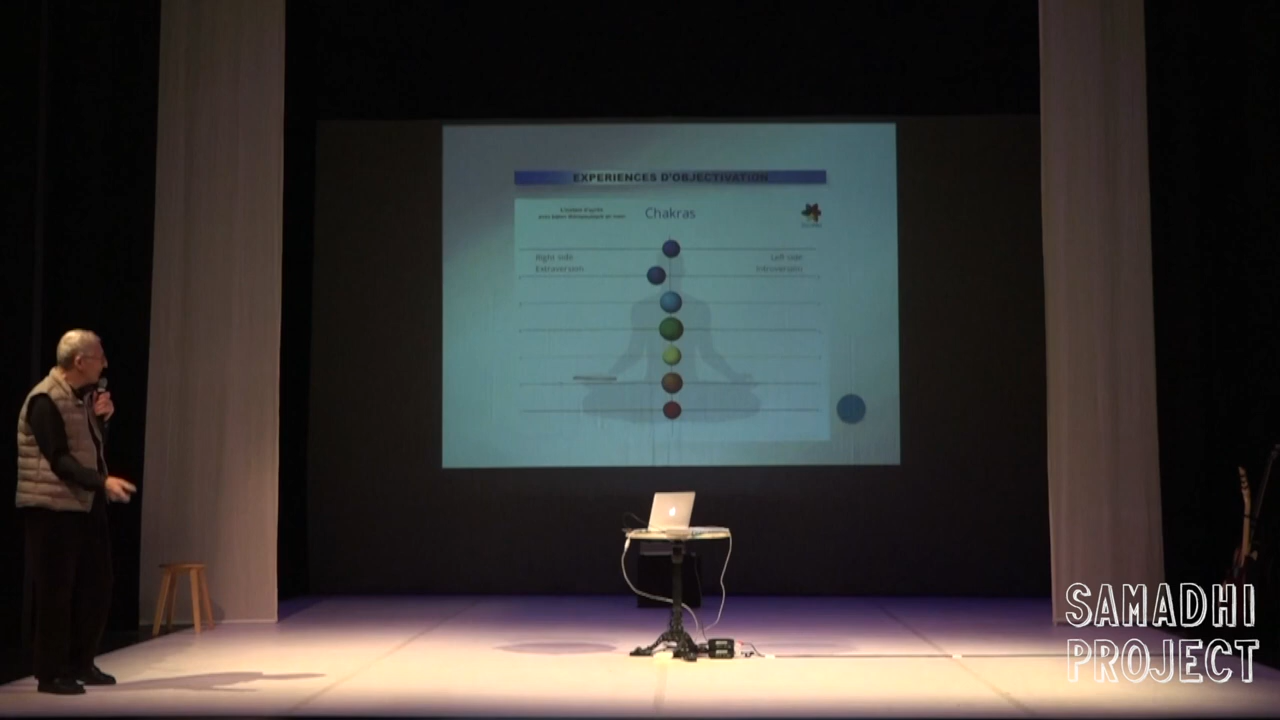 EXPERIENCES D'OBJECTIVATION
Chakras
Right side
Left side
Extraversion
Introversion
SAMADHI
PROJECT